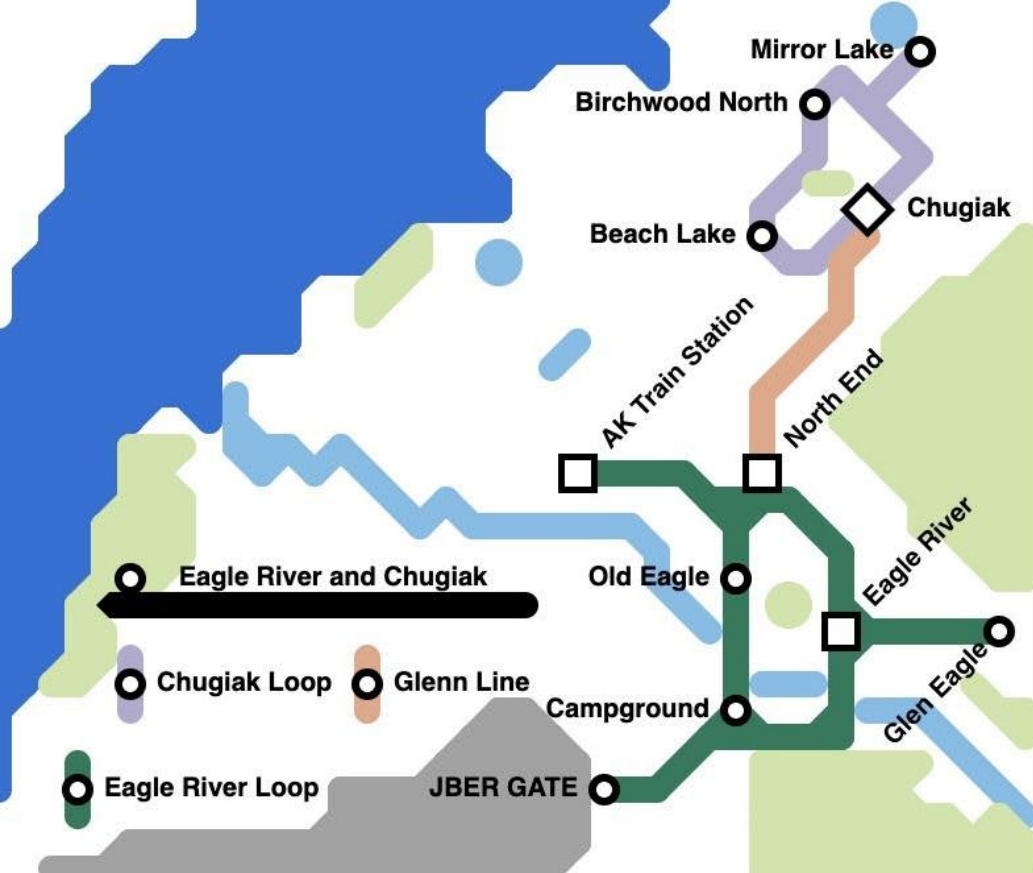 Mirror Lake
Birchwood North
Chugiak
Beach Lake
AK Train Station
North End
Eagle River
Old Eagle
Eagle River and Chugiak
Glen Eagle
Chugiak Loop
Glenn Line
Campground
Eagle River Loop
JBER GATE